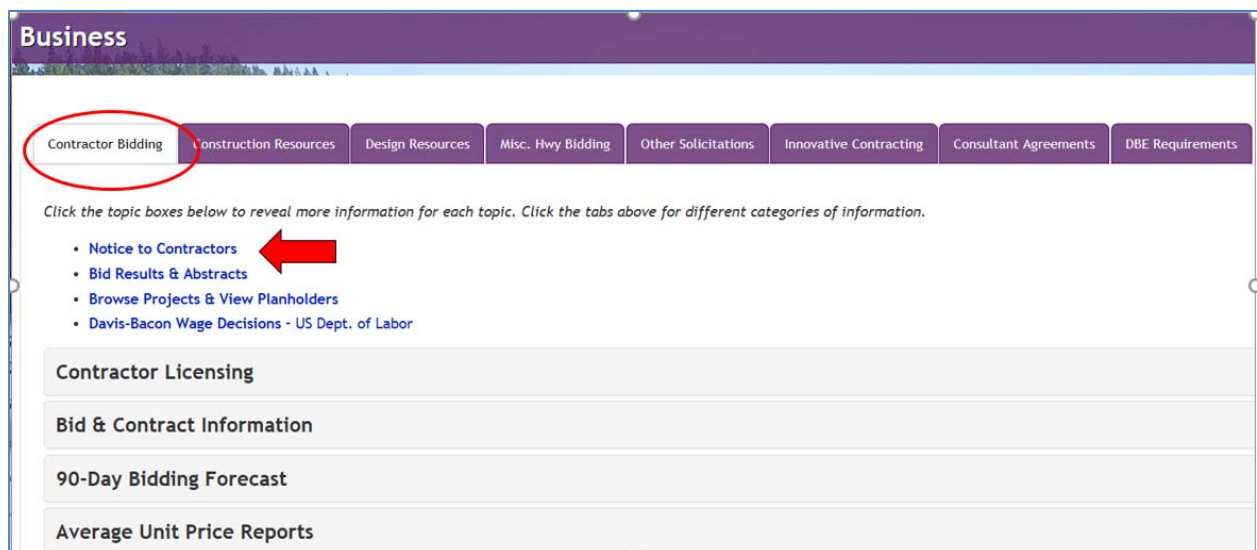 Business
Contractor Bidding Construction Resources Design Resources Misc. Hwy Bidding Other Solicitations Innovative Contracting Consultant Agreements DBE Requirements
Click the topic boxes below to reveal more information for each topic. Click the tabs above for different categories of information.
• Notice to Contractors
• Bid Results & Abstracts
• Browse Projects & View Planholders
• Davis-Bacon Wage Decisions - US Dept. of Labor
Contractor Licensing
Bid & Contract Information
90-Day Bidding Forecast
Average Unit Price Reports